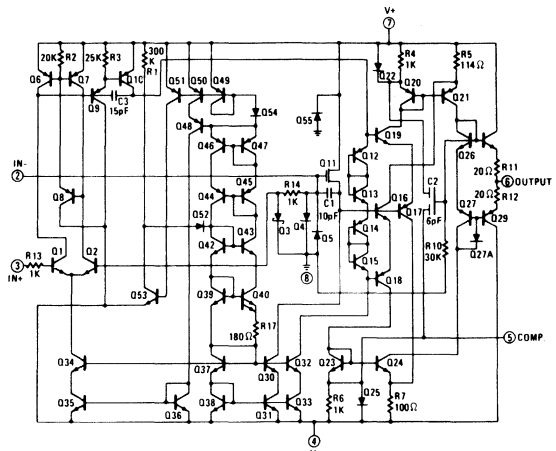 V+
7
20K R2
25K R3
300 K R1
R4 1K
R5 114Ω
Q6
Q7
Q9
Q1C
C3 15pF
Q51
Q50
Q49
Q48
Q54
Q55
Q22
Q20
Q21
Q46
Q47
Q19
Q26
R11
20Ω
IN-
2
Q11
Q12
C2
6 OUTPUT
Q8
Q44
Q45
R14 1K
C1 10pF
Q13
Q16
Q17
6pF
20Ω
R12
Q52
Q3
Q4
Q5
Q14
Q27
Q29
R13 1K
3
IN+
Q1
Q2
Q42
Q43
8
Q15
R10 30K
Q27A
Q53
Q39
Q40
Q18
R17
180Ω
5 COMP.
Q34
Q37
Q30
Q32
Q23
Q24
Q35
Q36
Q38
Q31
Q33
R6 1K
Q25
R7 100Ω
4